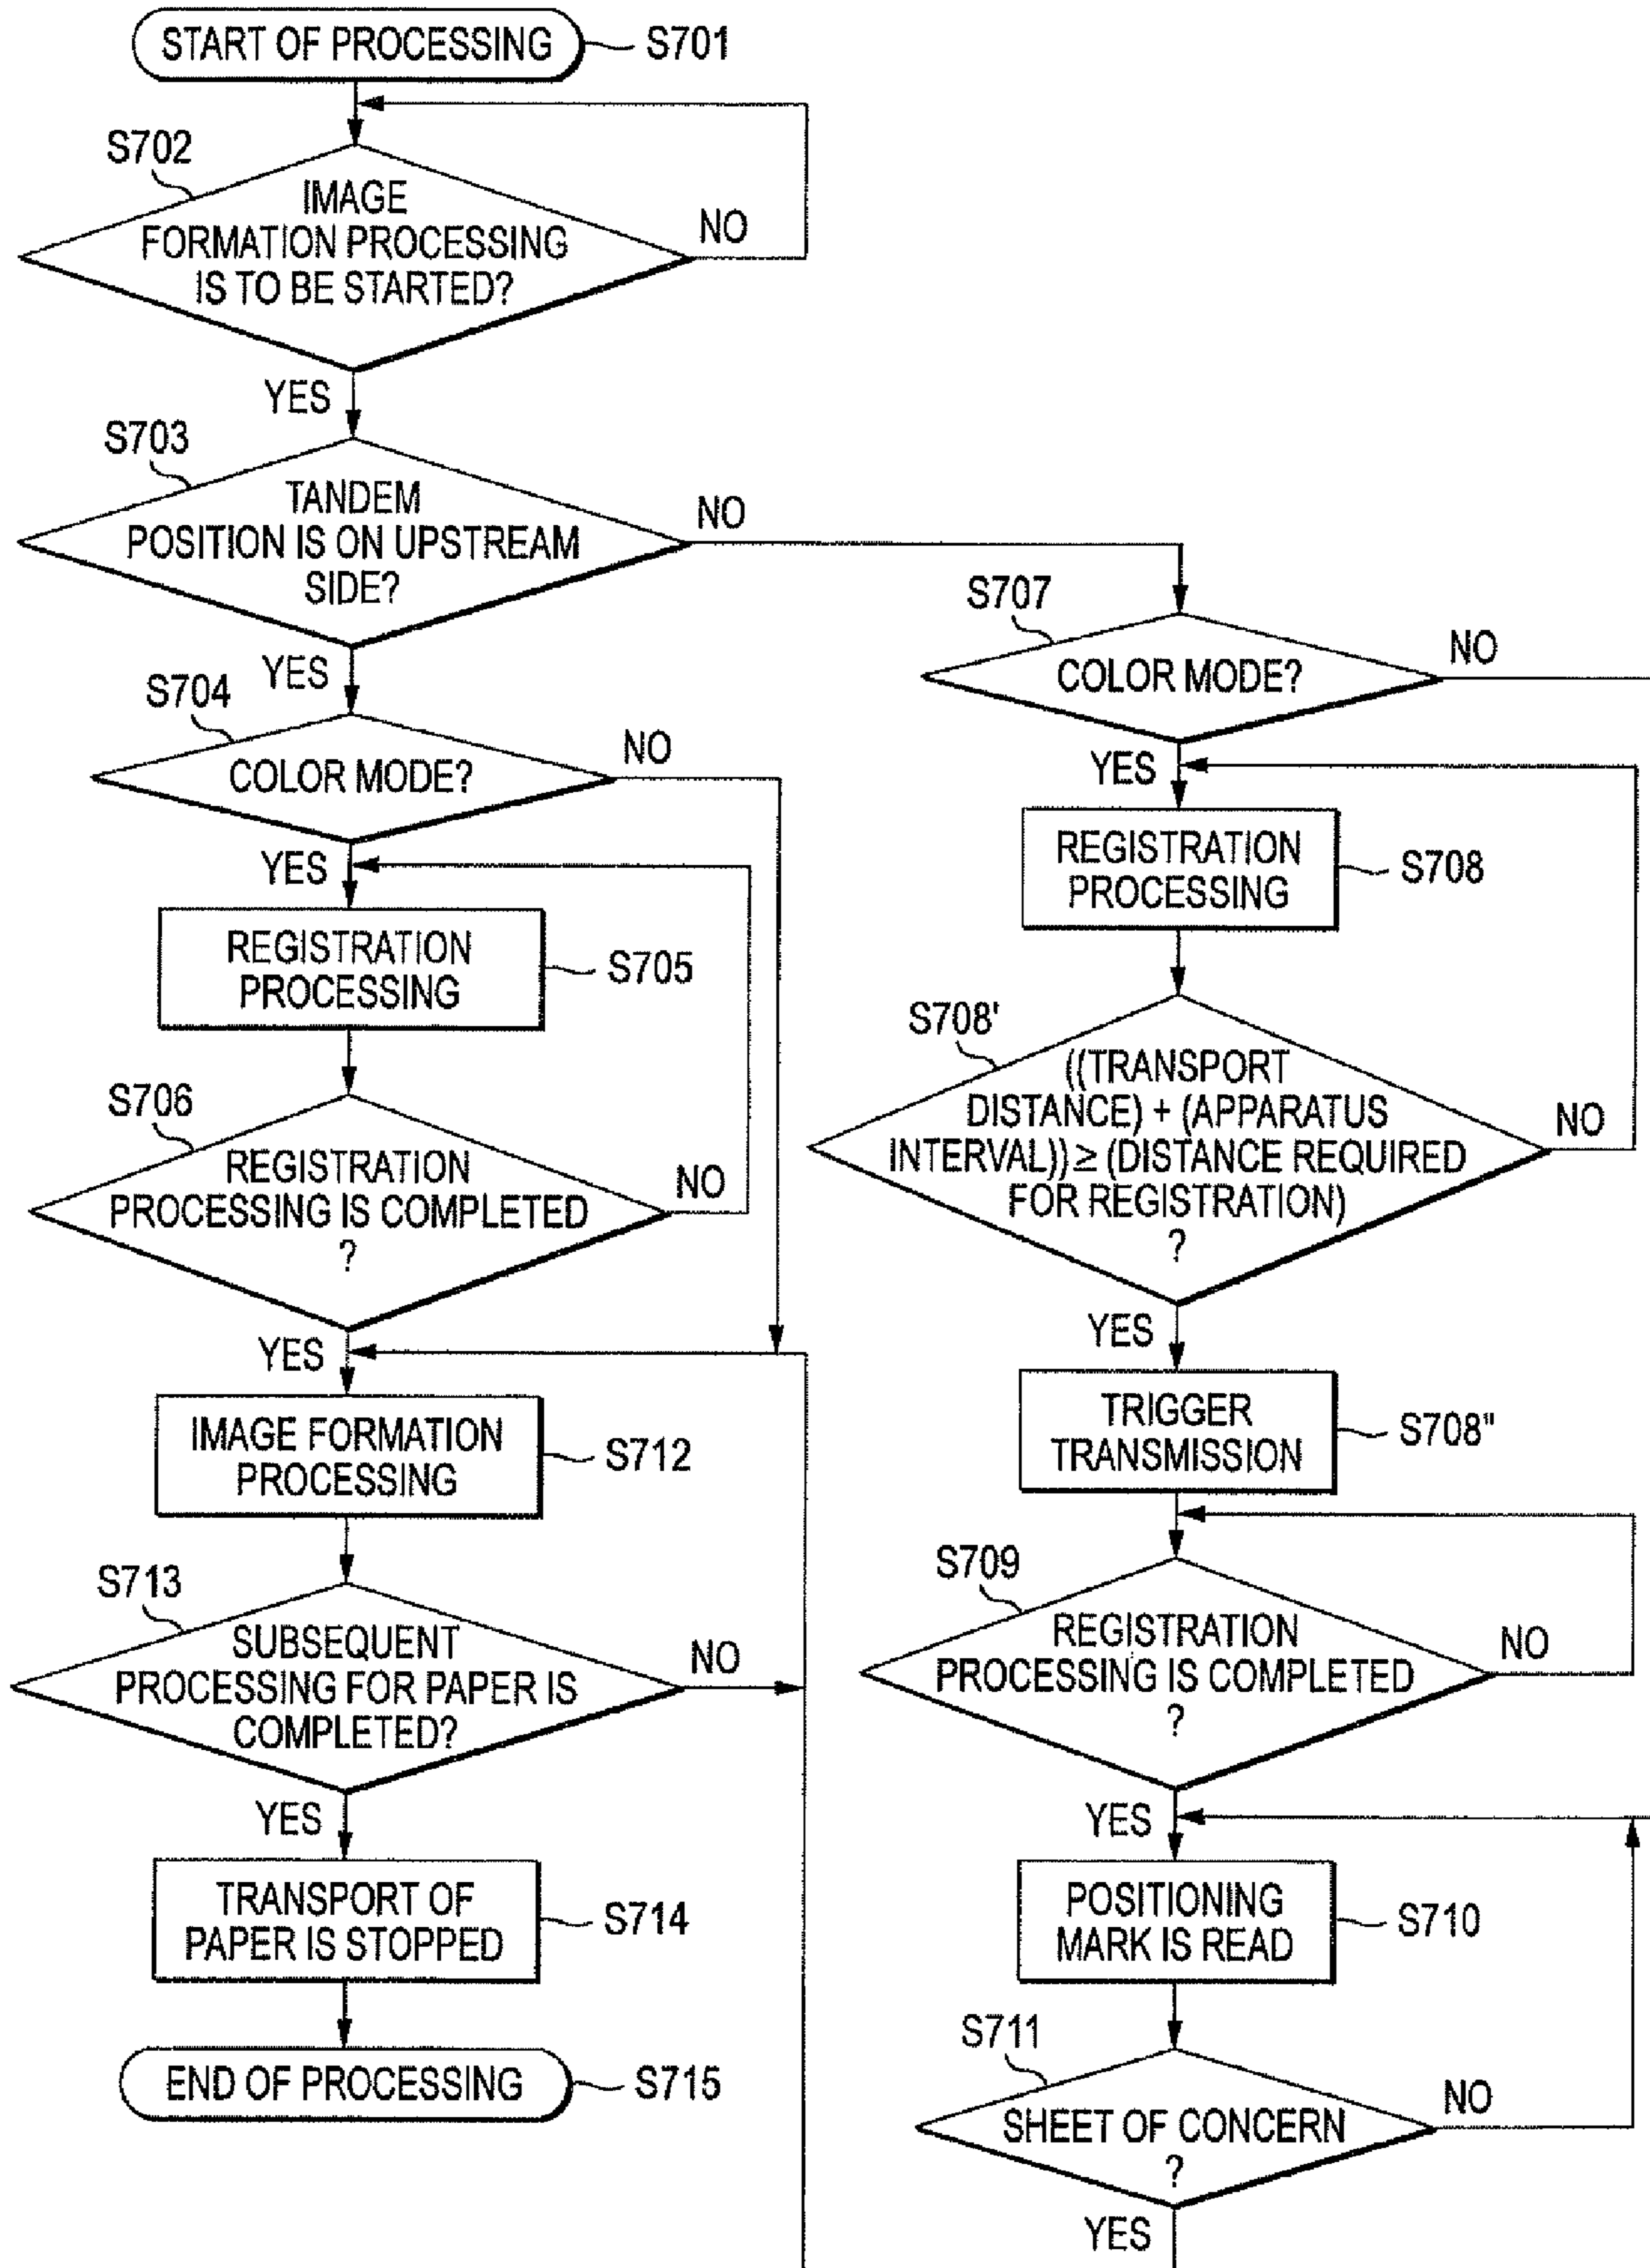 START OF PROCESSING
S701
S702
IMAGE
FORMATION PROCESSING
IS TO BE STARTED?
NO
YES
S703
TANDEM
POSITION IS ON UPSTREAM
SIDE?
NO
YES
S704
COLOR MODE?
NO
YES
REGISTRATION
PROCESSING
S705
S706
REGISTRATION
PROCESSING IS COMPLETED
?
NO
YES
IMAGE FORMATION
PROCESSING
S712
S713
SUBSEQUENT
PROCESSING FOR PAPER IS
COMPLETED?
NO
YES
TRANSPORT OF
PAPER IS STOPPED
S714
END OF PROCESSING
S715
S707
COLOR MODE?
NO
YES
REGISTRATION
PROCESSING
S708
S708'
((TRANSPORT
DISTANCE) + (APPARATUS
INTERVAL)) ≥ (DISTANCE REQUIRED
FOR REGISTRATION)
?
NO
YES
TRIGGER
TRANSMISSION
S708"
S709
REGISTRATION
PROCESSING IS COMPLETED
?
NO
YES
POSITIONING
MARK IS READ
S710
S711
SHEET OF CONCERN
?
NO
YES